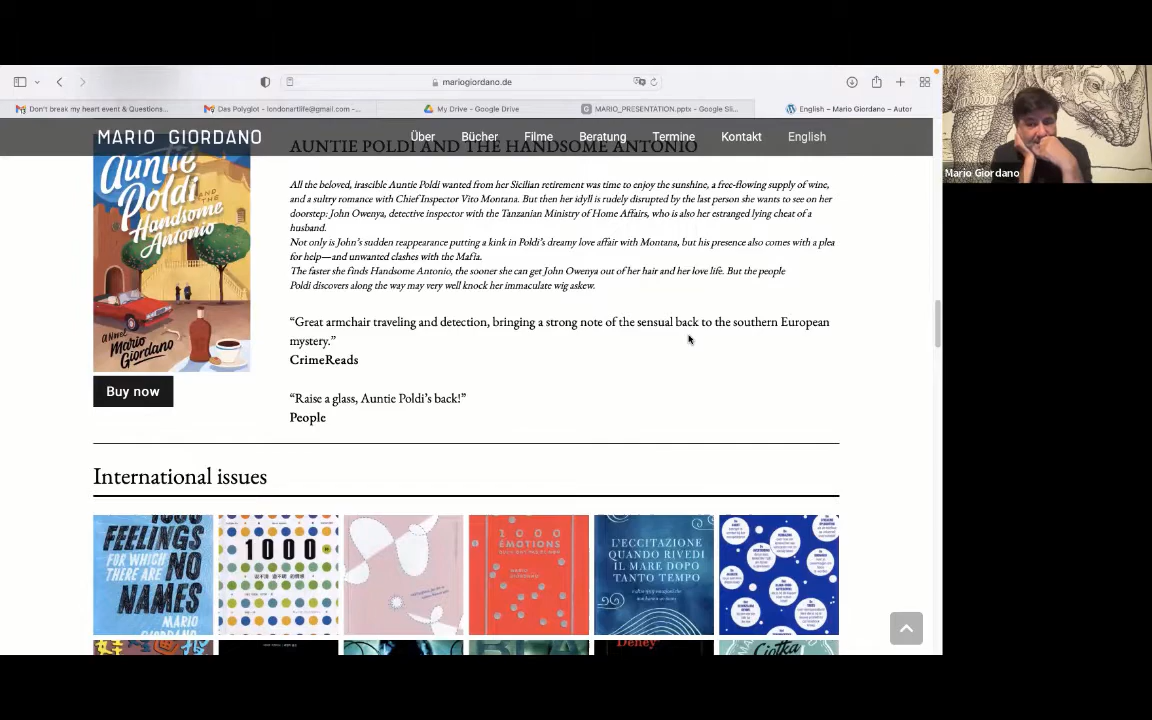 mariogiordano.de
Don't break my heart event & Questions...
Das Polyglot - londonartlife@gmail.com -...
My Drive - Google Drive
MARIO_PRESENTATION.pptx - Google Sli...
English – Mario Giordano – Autor
MARIO GIORDANO
Über
Bücher
Filme
Beratung
Termine
Kontakt
English
AUNTIE POLDI AND THE HANDSOME ANTONIO
All the beloved, irascible Auntie Poldi wanted from her Sicilian retirement was time to enjoy the sunshine, a free-flowing supply of wine,
and a sultry romance with Chief Inspector Vito Montana. But then her idyll is rudely disrupted by the last person she wants to see on her
doorstep: John Owenya, detective inspector with the Tanzanian Ministry of Home Affairs, who is also her estranged lying cheat of a
husband.
Not only is John's sudden reappearance putting a kink in Poldi's dreamy love affair with Montana, but his presence also comes with a plea
for help—and unwanted clashes with the Mafia.
The faster she finds Handsome Antonio, the sooner she can get John Owenya out of her hair and her love life. But the people
Poldi discovers along the way may very well knock her immaculate wig askew.
“Great armchair traveling and detection, bringing a strong note of the sensual back to the southern European
mystery.”
CrimeReads
“Raise a glass, Auntie Poldi’s back!”
People
Auntie
Poldi
AND THE
Handsome
Antonio
A Novel
Mario
Giordano
Buy now
International issues
1000
FEELINGS
FOR WHICH
THERE ARE
NO
NAMES
MARIO
GIORDANO
1000
1000
ÉMOTIONS
L'ECCITAZIONE
QUANDO RIVEDI
IL MARE DOPO
TANTO TEMPO
Deney
Ciotka
Mario Giordano